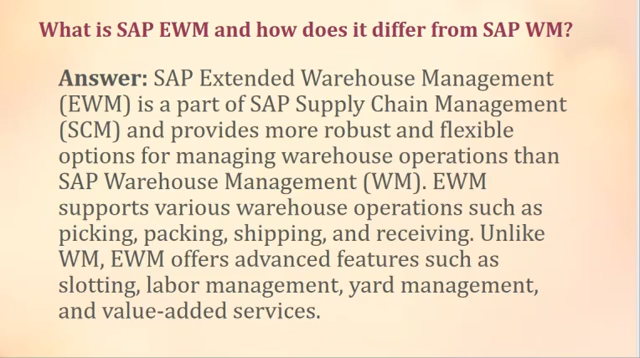 What is SAP EWM and how does it differ from SAP WM?
Answer: SAP Extended Warehouse Management
(EWM) is a part of SAP Supply Chain Management
(SCM) and provides more robust and flexible
options for managing warehouse operations than
SAP Warehouse Management (WM). EWM
supports various warehouse operations such as
picking, packing, shipping, and receiving. Unlike
WM, EWM offers advanced features such as
slotting, labor management, yard management,
and value-added services.